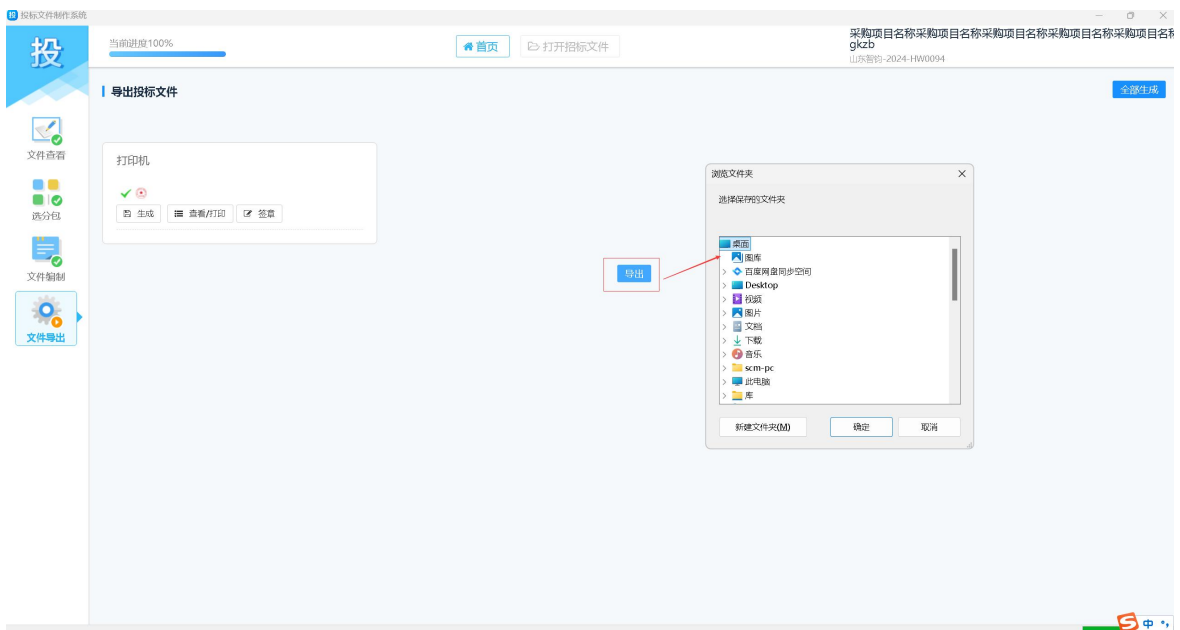 投标文件制作系统
投
当前进度100%
首页
打开招标文件
采购项目名称采购项目名称采购项目名称采购项目名称采购项目名称
gkzb
山东智钧-2024-HW0094
导出投标文件
全部生成
文件查看
选分包
文件编制
文件导出
打印机
生成
查看/打印
签章
导出
浏览文件夹
选择保存的文件夹
桌面
图库
百度网盘同步空间
Desktop
视频
图片
文档
下载
音乐
scm-pc
此电脑
库
新建文件夹(M)
确定
取消
中